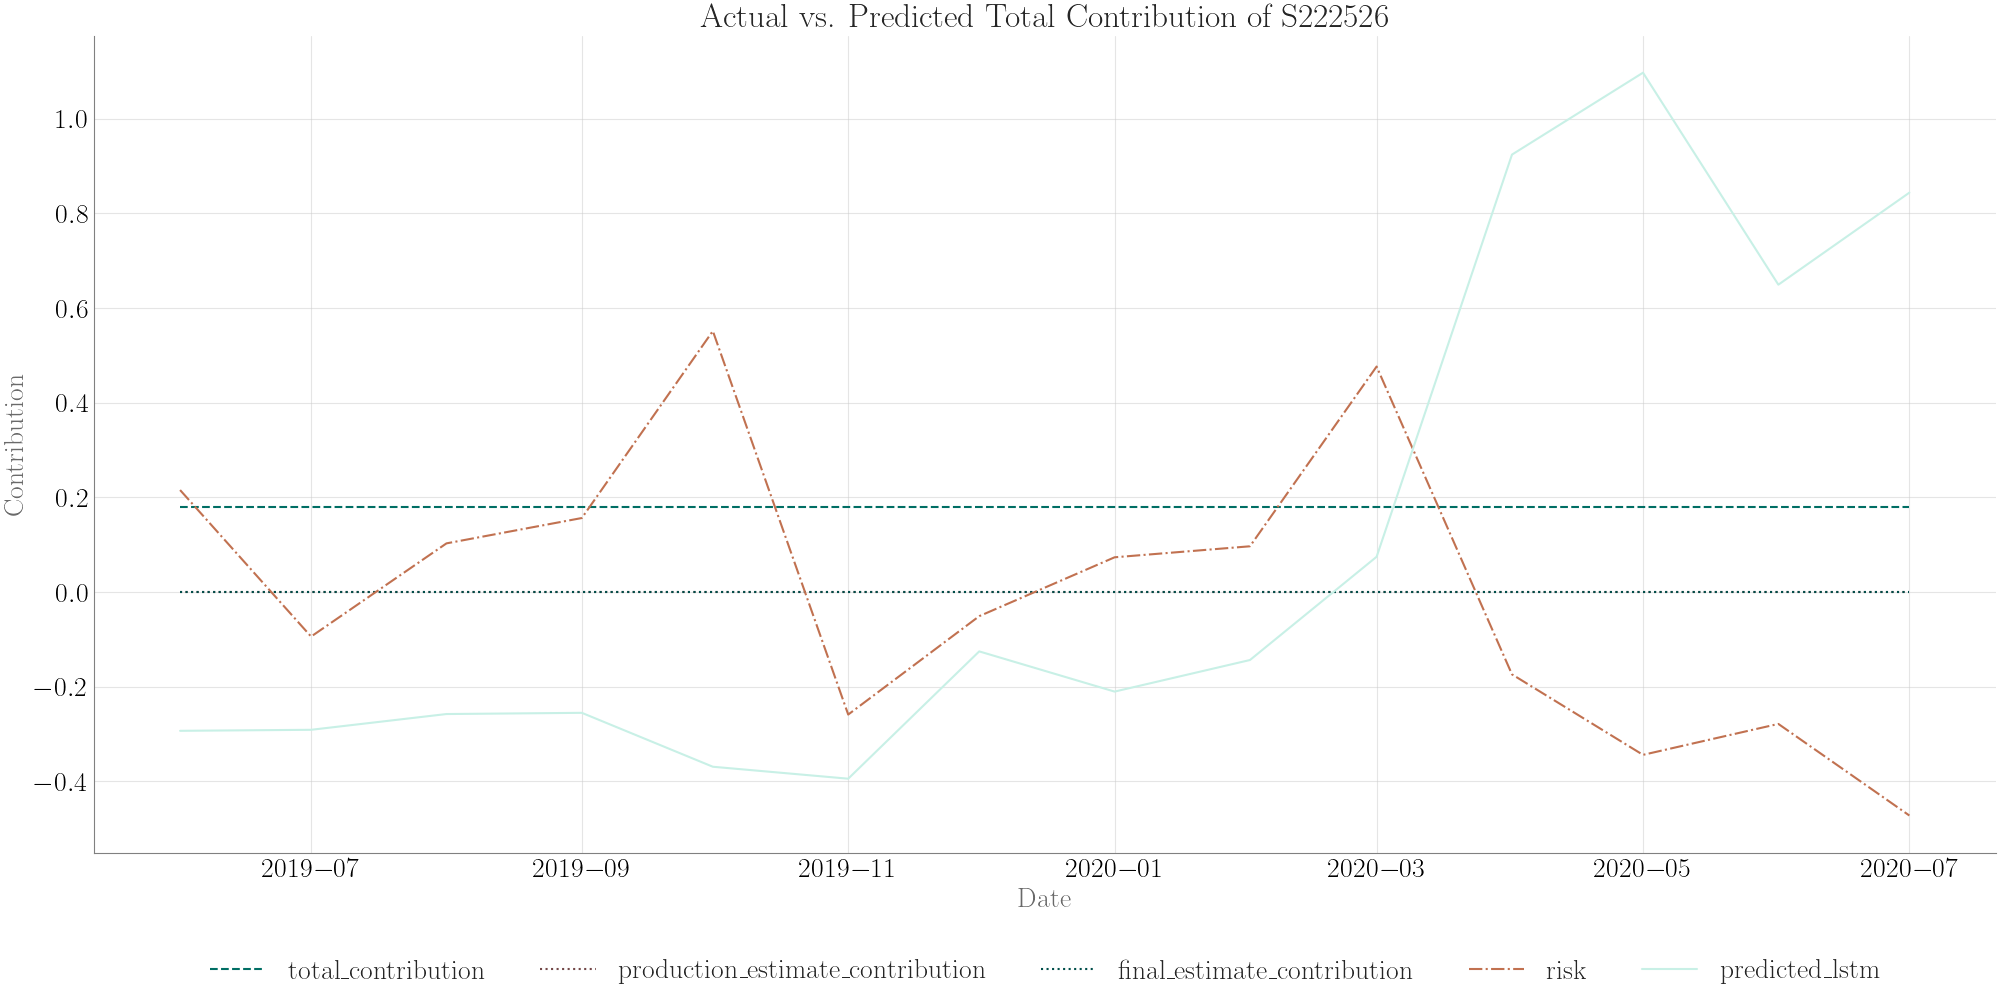 Actual vs. Predicted Total Contribution of S222526
Contribution
1.0
0.8
0.6
0.4
0.2
0.0
−0.2
−0.4
2019−07 2019−09 2019−11 2020−01 2020−03 2020−05 2020−07
Date
total_contribution production_estimate_contribution final_estimate_contribution risk predicted_lstm